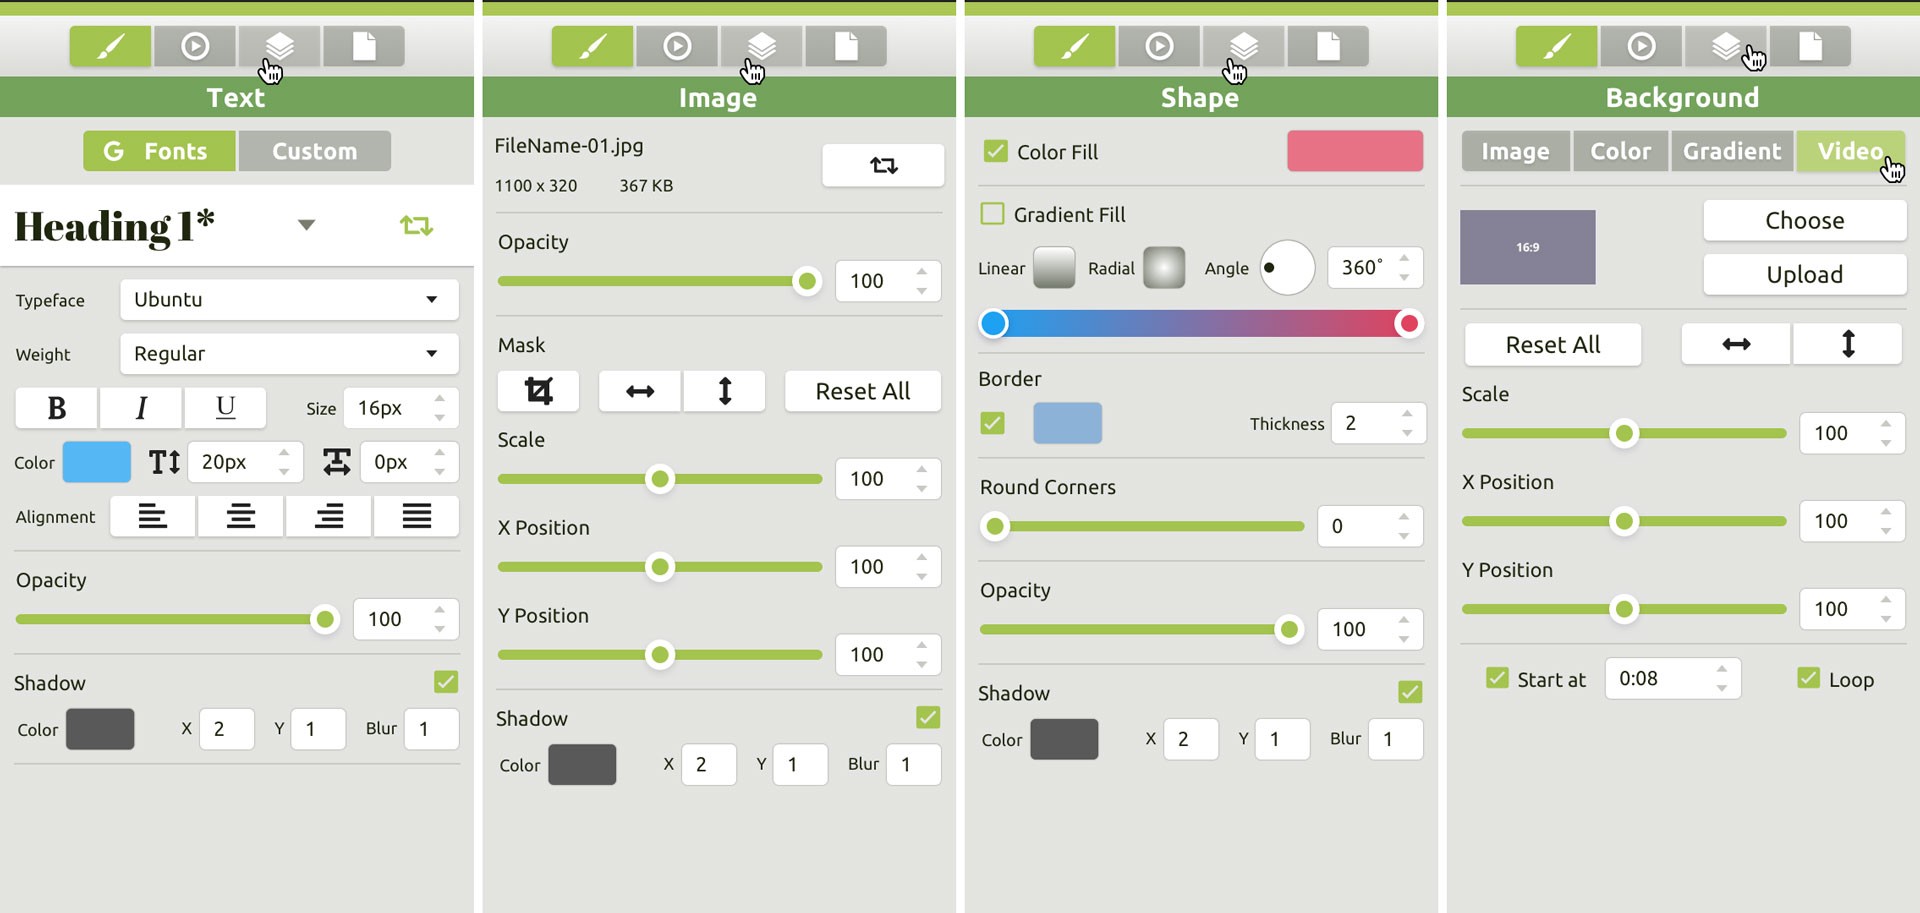 Text
G Fonts Custom
Heading 1*
Typeface Ubuntu
Weight Regular
B I U Size 16px
Color 20px 0px
Alignment
Opacity
100
Shadow
Color X 2 Y 1 Blur 1
Image
FileName-01.jpg
1100 x 320 367 KB
Opacity
100
Mask
Reset All
Scale
100
X Position
100
Y Position
100
Shadow
Color X 2 Y 1 Blur 1
Shape
Color Fill
Gradient Fill
Linear Radial Angle 360°
Border
Thickness 2
Round Corners
0
Opacity
100
Shadow
Color X 2 Y 1 Blur 1
Background
Image Color Gradient Video
16:9
Choose
Upload
Reset All
Scale
100
X Position
100
Y Position
100
Start at 0:08 Loop